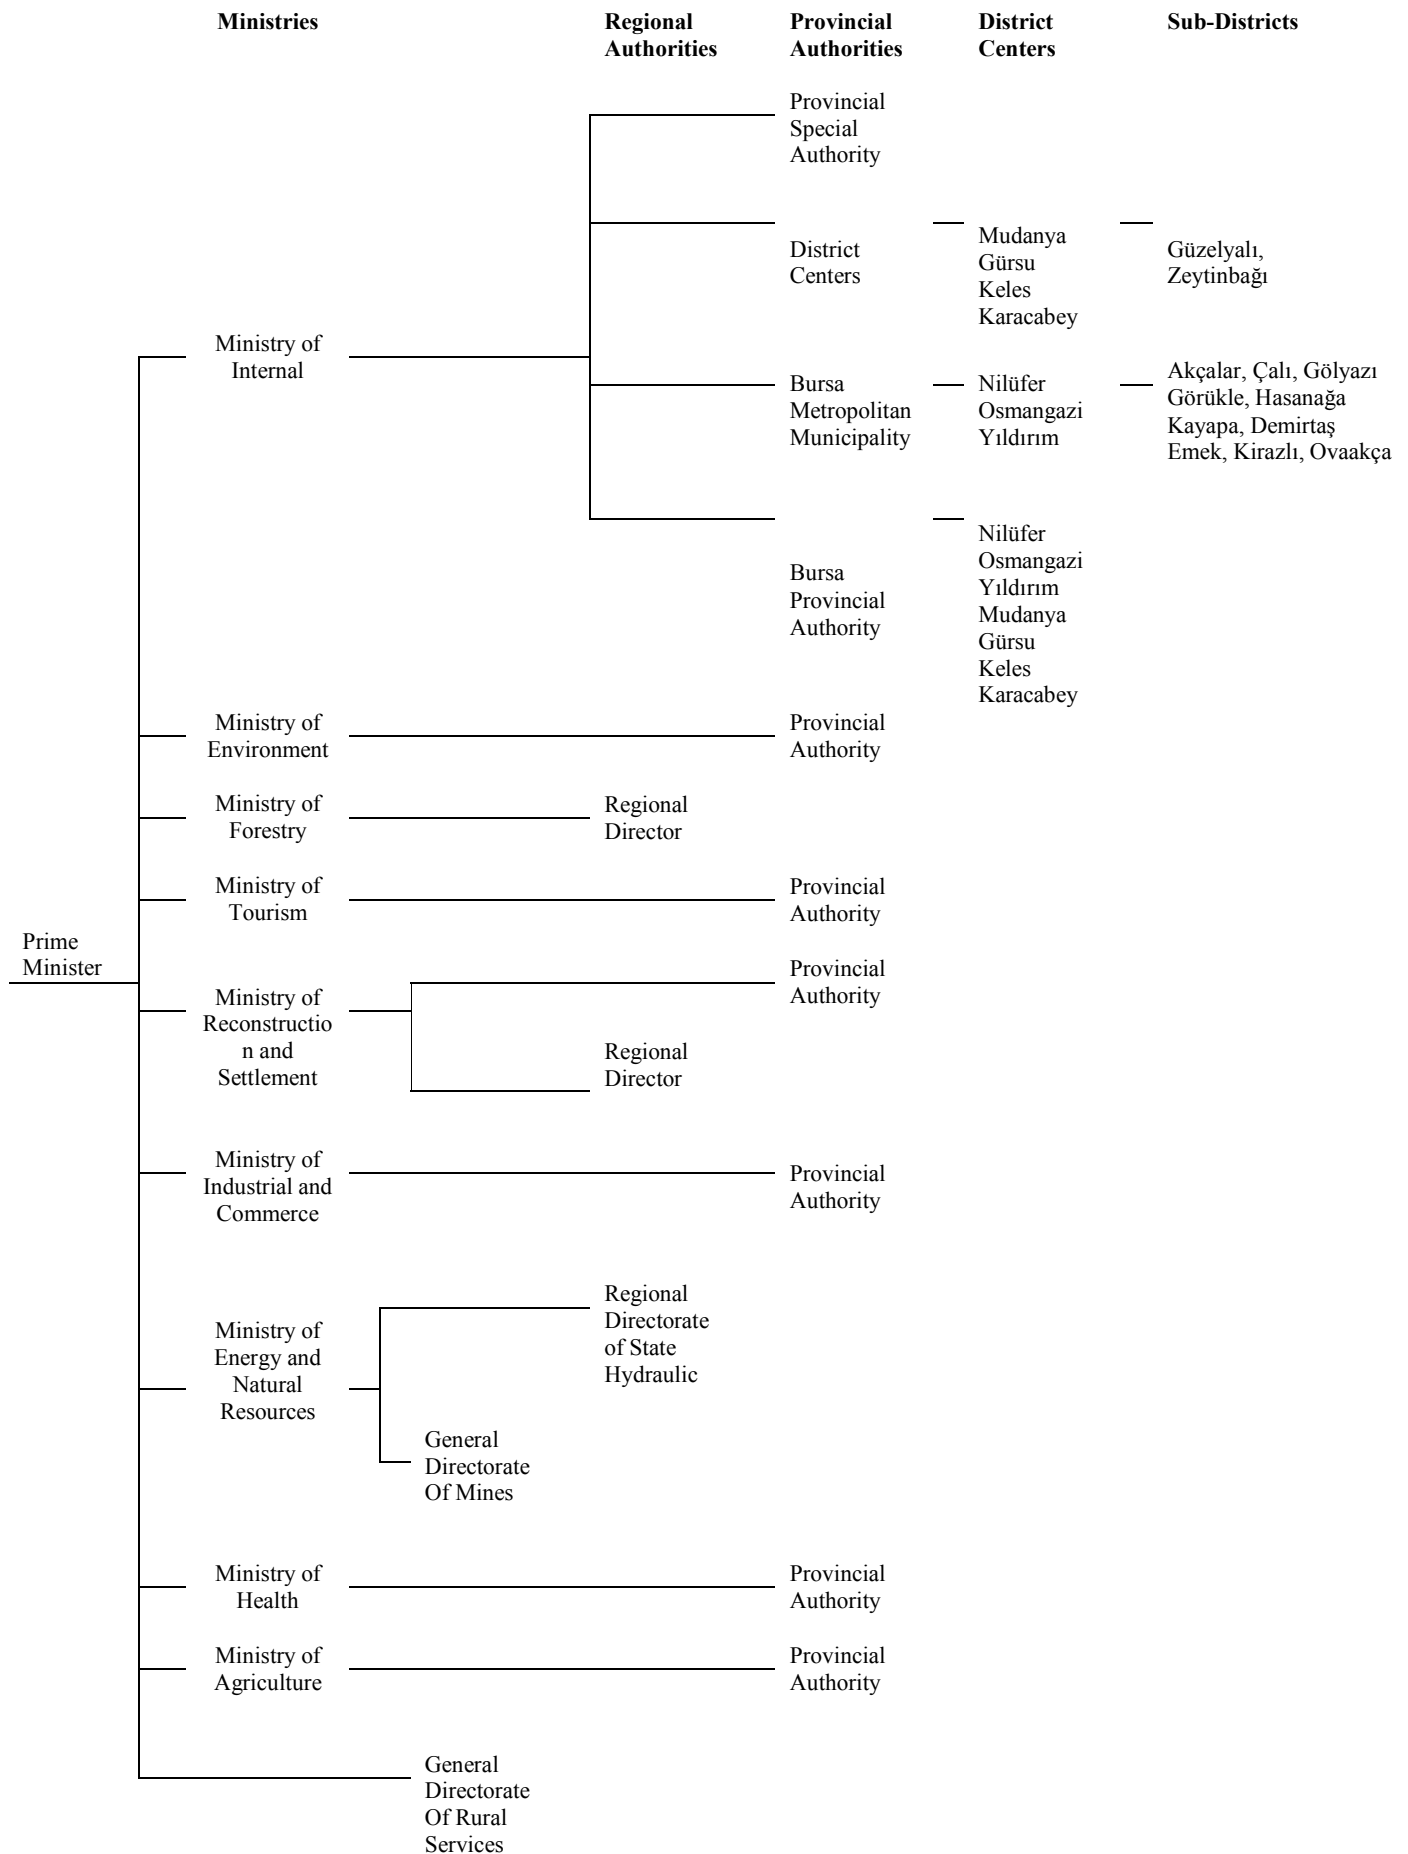 Ministries
Regional
Authorities
Provincial
Authorities
District
Centers
Sub-Districts
Provincial
Special
Authority
District
Centers
Mudanya
Gürsu
Keles
Karacabey
Güzelyalı,
Zeytinbağı
Ministry of
Internal
Bursa
Metropolitan
Municipality
Nilüfer
Osmangazi
Yıldırım
Akçalar, Çalı, Gölyazı
Görükle, Hasanağa
Kayapa, Demirtaş
Emek, Kirazlı, Ovaakça
Bursa
Provincial
Authority
Nilüfer
Osmangazi
Yıldırım
Mudanya
Gürsu
Keles
Karacabey
Ministry of
Environment
Provincial
Authority
Ministry of
Forestry
Regional
Director
Ministry of
Tourism
Provincial
Authority
Prime
Minister
Ministry of
Reconstructio
n and
Settlement
Provincial
Authority
Regional
Director
Ministry of
Industrial and
Commerce
Provincial
Authority
Ministry of
Energy and
Natural
Resources
Regional
Directorate
of State
Hydraulic
General
Directorate
Of Mines
Ministry of
Health
Provincial
Authority
Ministry of
Agriculture
Provincial
Authority
General
Directorate
Of Rural
Services